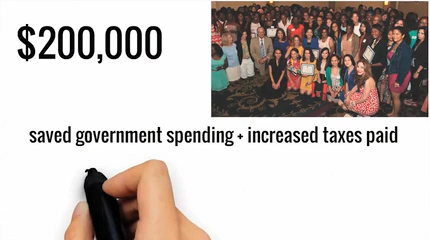 $200,000
saved government spending + increased taxes paid